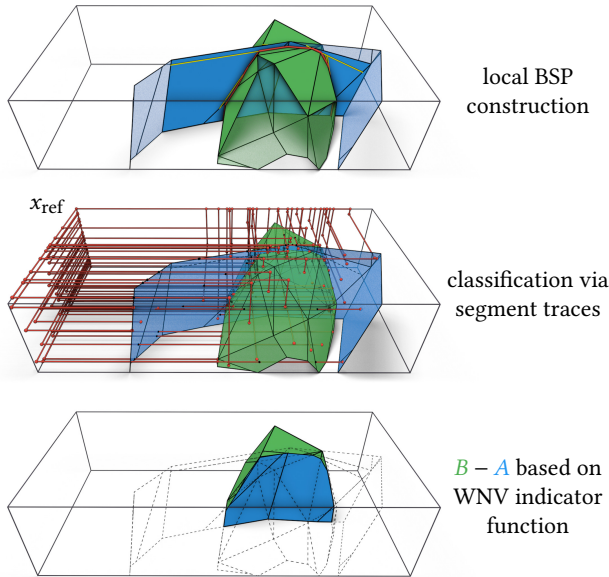 local BSP
construction
x_ref
classification via
segment traces
B − A based on
WNV indicator
function